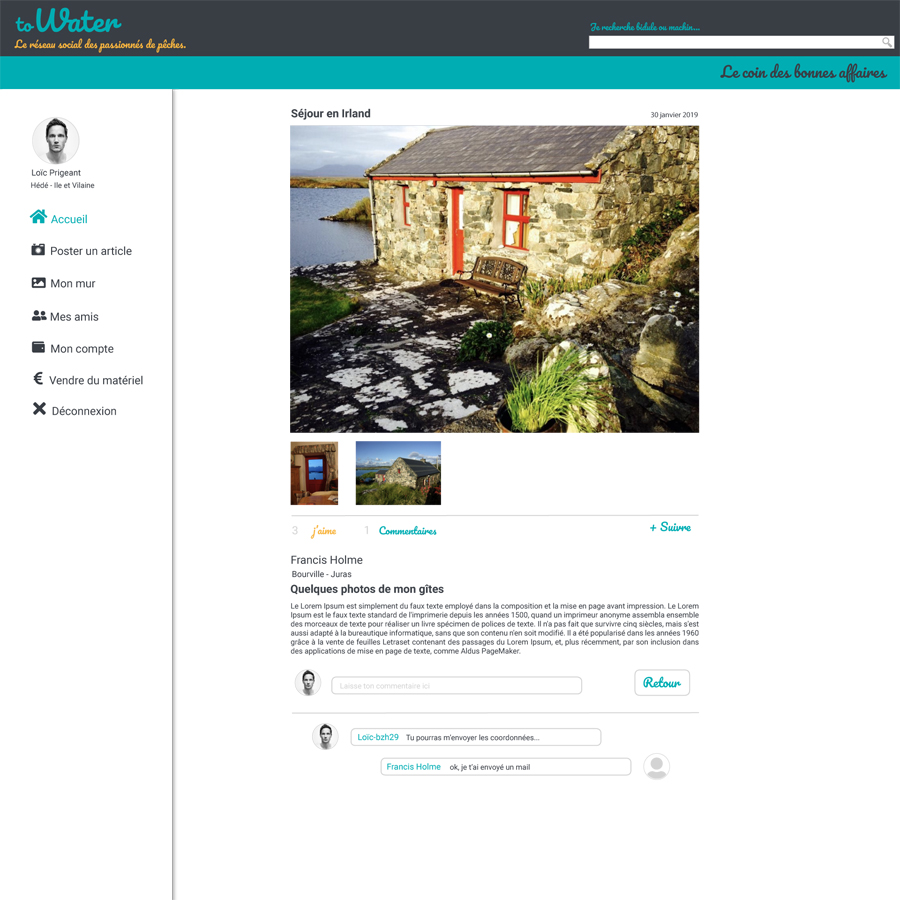 to Water
Le réseau social des passionnés de pêches.
Je recherche bidule ou machin...
Le coin des bonnes affaires
Loïc Prigeant
Hédé - Ile et Vilaine
Accueil
Poster un article
Mon mur
Mes amis
Mon compte
€ Vendre du matériel
Déconnexion
Séjour en Irland
30 janvier 2019
3 j'aime 1 Commentaires
+ Suivre
Francis Holme
Bourville - Juras
Quelques photos de mon gîtes
Le Lorem Ipsum est simplement du faux texte employé dans la composition et la mise en page avant impression. Le Lorem
Ipsum est le faux texte standard de l'imprimerie depuis les années 1500, quand un imprimeur anonyme assembla ensemble
des morceaux de texte pour réaliser un livre spécimen de polices de texte. Il n'a pas fait que survivre cinq siècles, mais s'est
aussi adapté à la bureautique informatique, sans que son contenu n'en soit modifié. Il a été popularisé dans les années 1960
grâce à la vente de feuilles Letraset contenant des passages du Lorem Ipsum, et, plus récemment, par son inclusion dans
des applications de mise en page de texte, comme Aldus PageMaker.
Laisse ton commentaire ici
Retour
Loïc-bzh29 Tu pourras m'envoyer les coordonnées...
Francis Holme ok, je t'ai envoyé un mail